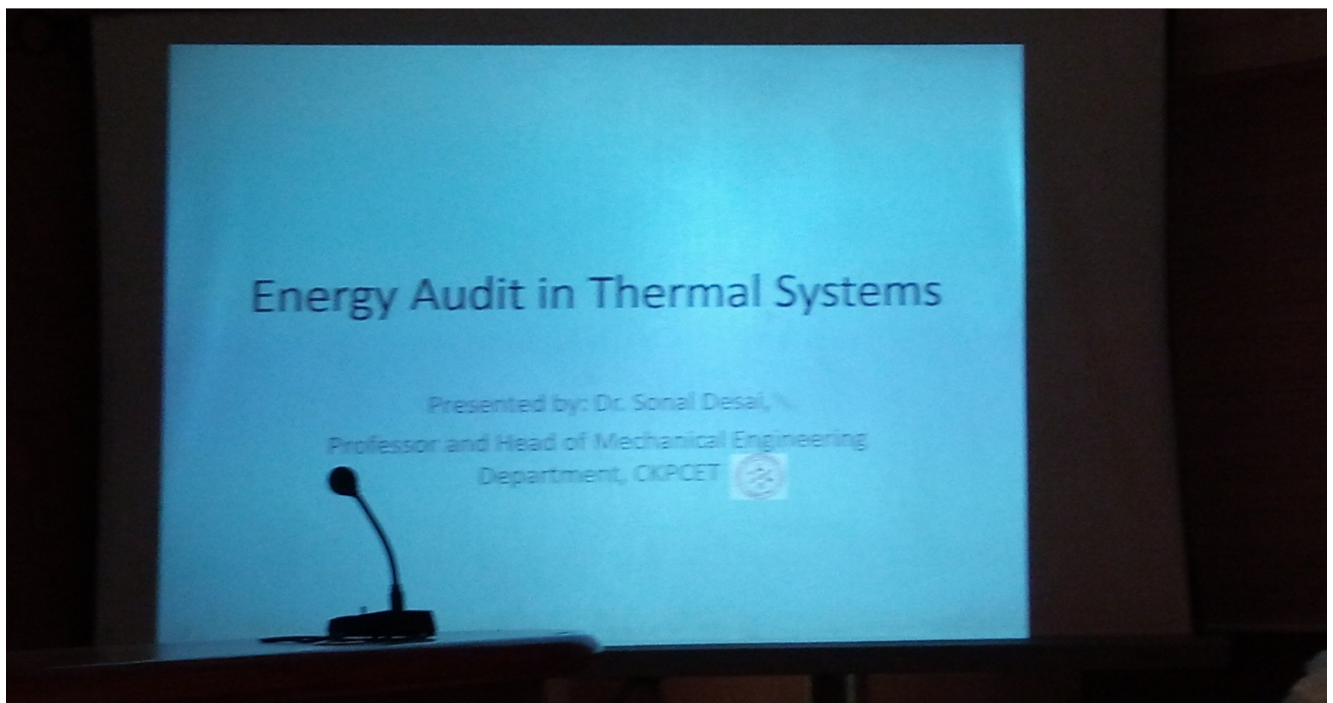 Energy Audit in Thermal Systems
Presented by: Dr. Sonal Desai,
Professor and Head of Mechanical Engineering
Department, CKPCET